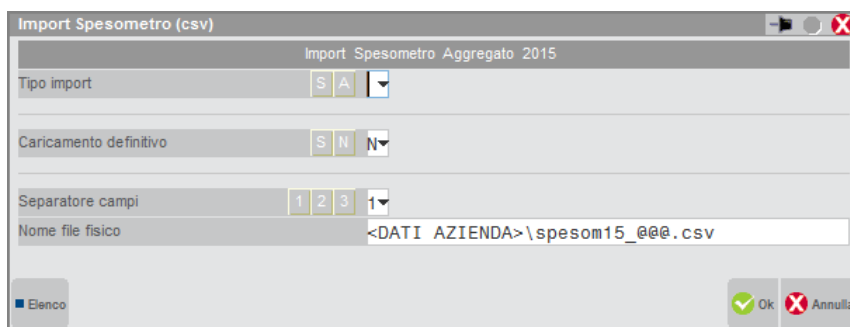 Import Spesometro (csv)
Import Spesometro Aggregato 2015
Tipo import S A
Caricamento definitivo S N N
Separatore campi 1 2 3 1
Nome file fisico <DATI AZIENDA>\spesom15_@@@.csv
Elenco Ok Annulla